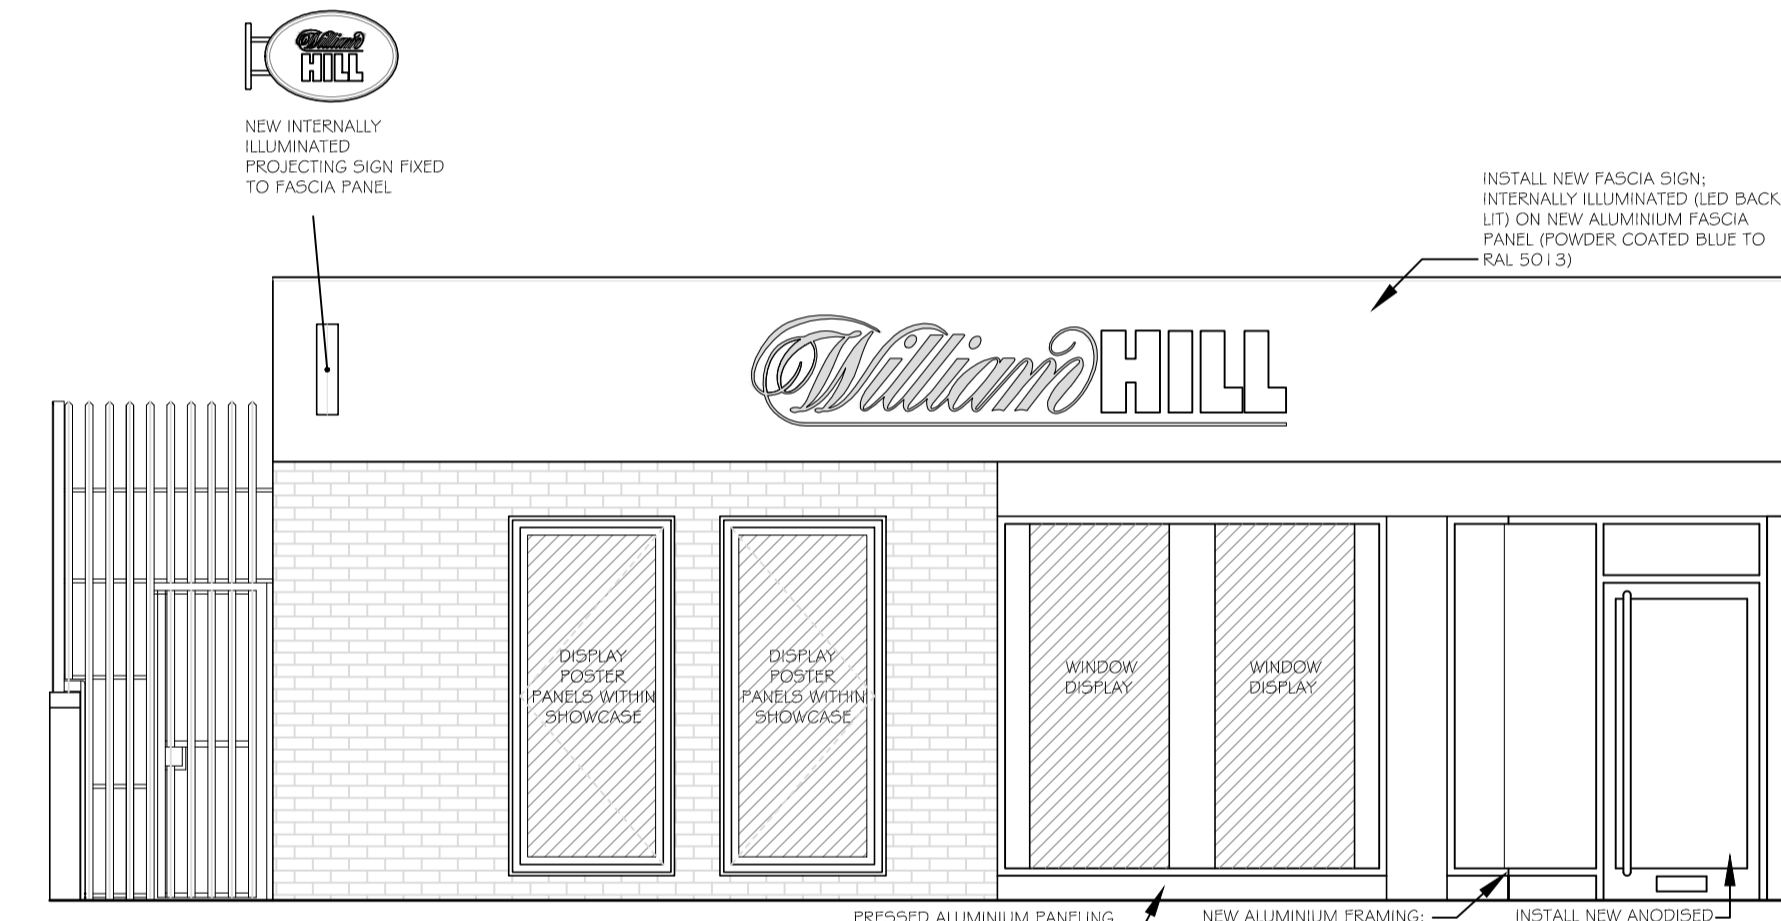 William
HILL
NEW INTERNALLY
ILLUMINATED
PROJECTING SIGN FIXED
TO FASCIA PANEL
INSTALL NEW FASCIA SIGN;
INTERNALLY ILLUMINATED (LED BACK
LIT) ON NEW ALUMINIUM FASCIA
PANEL (POWDER COATED BLUE TO
RAL 5013)
William HILL
DISPLAY
POSTER
PANELS WITHIN
SHOWCASE
DISPLAY
POSTER
PANELS WITHIN
SHOWCASE
WINDOW
DISPLAY
WINDOW
DISPLAY
PRESSED ALUMINIUM PANELING
NEW ALUMINIUM FRAMING;
INSTALL NEW ANODISED